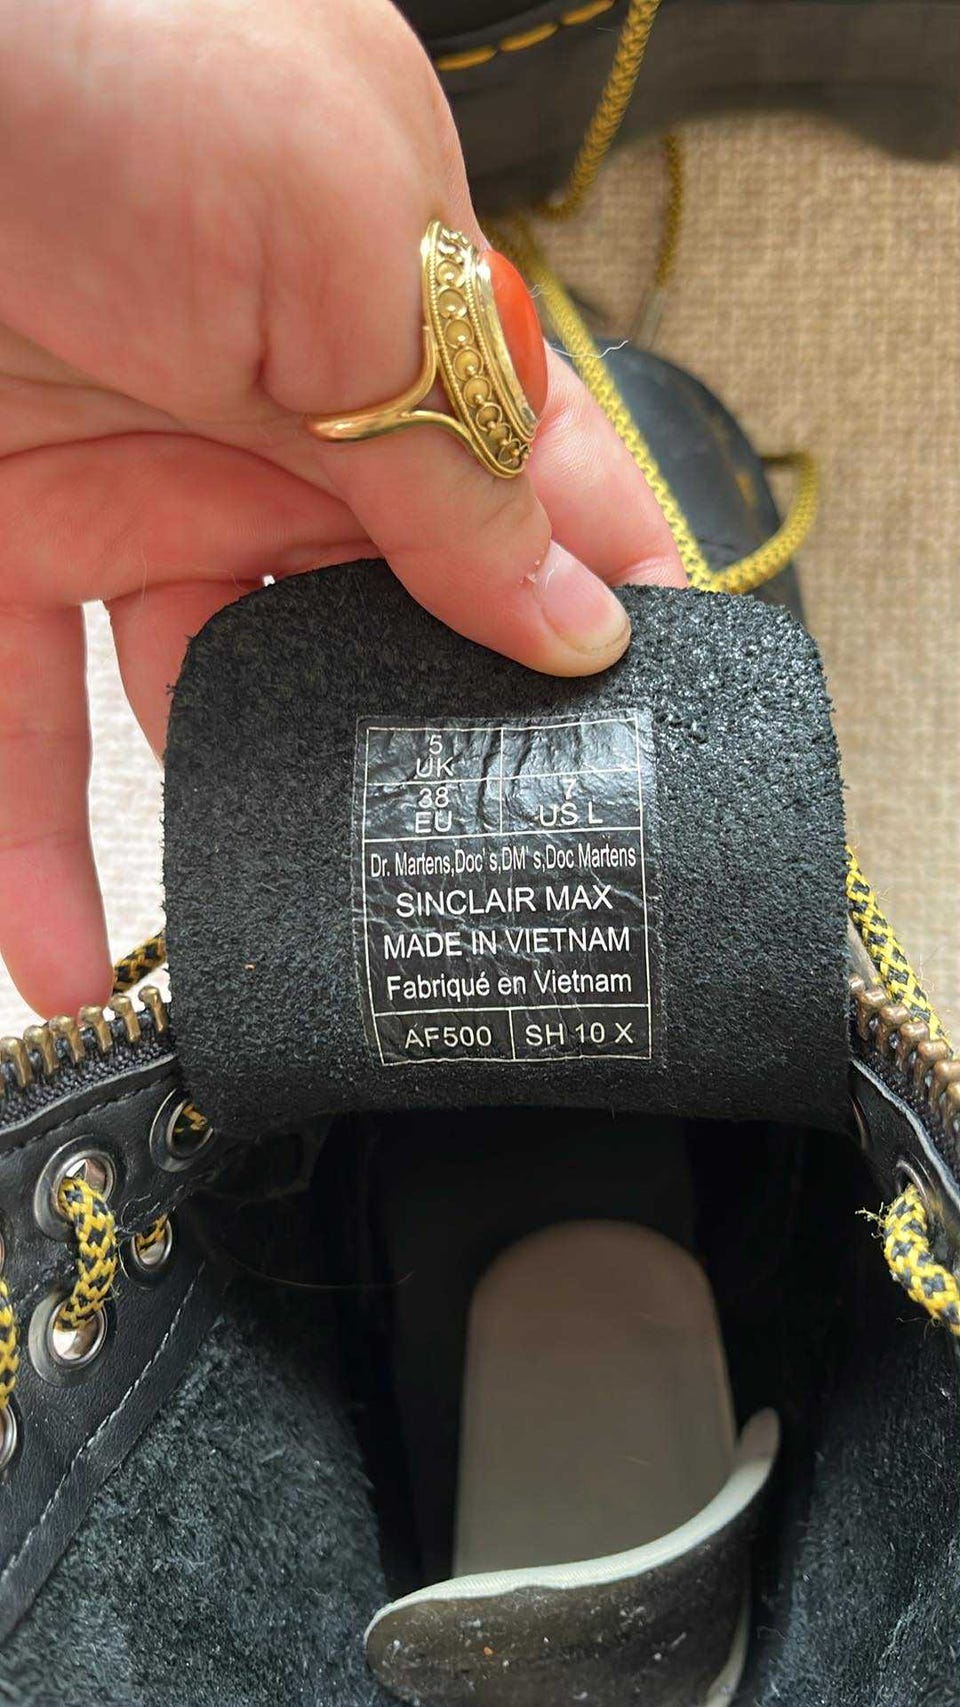 5
UK
38
EU
7
US L
Dr. Martens,Doc's,DM's,Doc Martens
SINCLAIR MAX
MADE IN VIETNAM
Fabriqué en Vietnam
AF500 SH 10 X